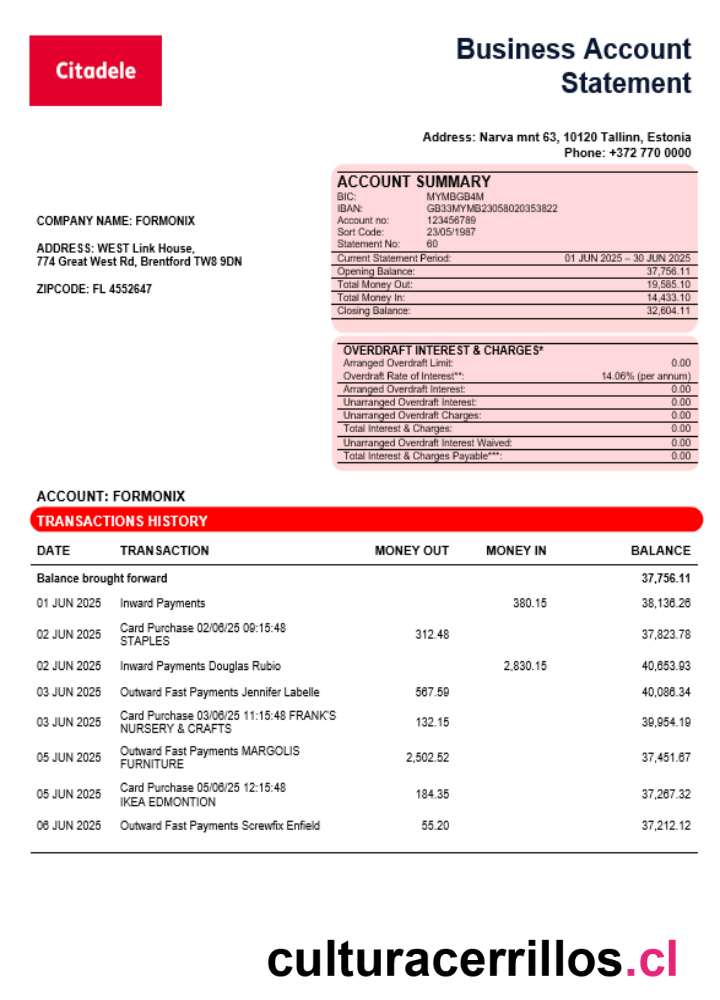 Citadele
Business Account
Statement
Address: Narva mnt 63, 10120 Tallinn, Estonia
Phone: +372 770 0000
COMPANY NAME: FORMONIX
ADDRESS: WEST Link House,
774 Great West Rd, Brentford TW8 9DN
ZIPCODE: FL 4552647
ACCOUNT SUMMARY
BIC: MYMBGB4M
IBAN: GB33MYMB23058020353822
Account no: 123456789
Sort Code: 23/05/1987
Statement No: 60
Current Statement Period: 01 JUN 2025 – 30 JUN 2025
Opening Balance: 37,756.11
Total Money Out: 19,585.10
Total Money In: 14,433.10
Closing Balance: 32,604.11
OVERDRAFT INTEREST & CHARGES*
Arranged Overdraft Limit: 0.00
Overdraft Rate of Interest**: 14.06% (per annum)
Arranged Overdraft Interest: 0.00
Unarranged Overdraft Interest: 0.00
Unarranged Overdraft Charges: 0.00
Total Interest & Charges: 0.00
Unarranged Overdraft Interest Waived: 0.00
Total Interest & Charges Payable***: 0.00
ACCOUNT: FORMONIX
TRANSACTIONS HISTORY
DATE TRANSACTION MONEY OUT MONEY IN BALANCE
Balance brought forward 37,756.11
01 JUN 2025 Inward Payments 380.15 38,136.26
02 JUN 2025 Card Purchase 02/06/25 09:15:48
STAPLES 312.48 37,823.78
02 JUN 2025 Inward Payments Douglas Rubio 2,830.15 40,653.93
03 JUN 2025 Outward Fast Payments Jennifer Labelle 567.59 40,086.34
03 JUN 2025 Card Purchase 03/06/25 11:15:48 FRANK'S
NURSERY & CRAFTS 132.15 39,954.19
05 JUN 2025 Outward Fast Payments MARGOLIS
FURNITURE 2,502.52 37,451.67
05 JUN 2025 Card Purchase 05/06/25 12:15:48
IKEA EDMONTION 184.35 37,267.32
06 JUN 2025 Outward Fast Payments Screwfix Enfield 55.20 37,212.12
culturacerrillos.cl